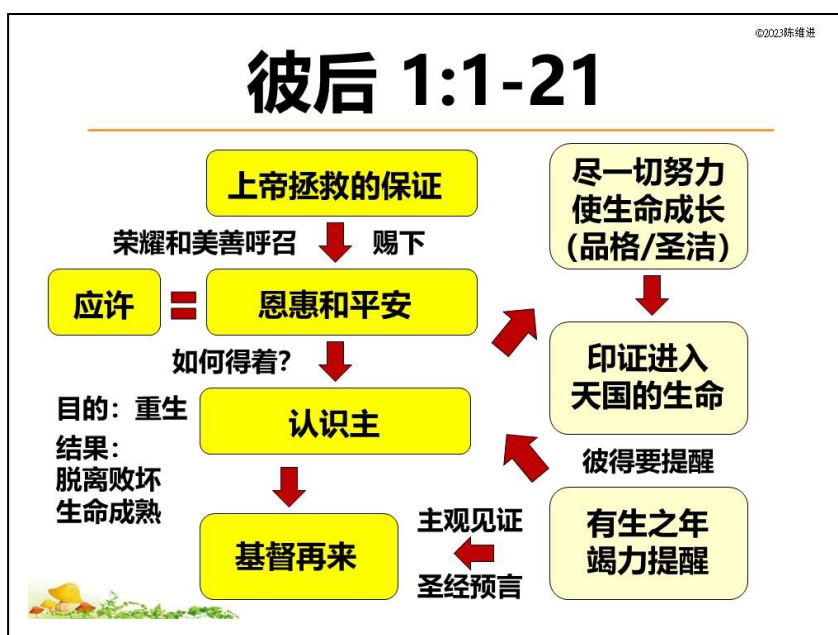 ©2023陈维进
彼后 1:1-21
上帝拯救的保证
荣耀和美善呼召
赐下
应许
恩惠和平安
如何得着?
目的：重生
结果：
脱离败坏
生命成熟
认识主
基督再来
尽一切努力
使生命成长
(品格/圣洁)
印证进入
天国的生命
彼得要提醒
有生之年
竭力提醒
主观见证
圣经预言